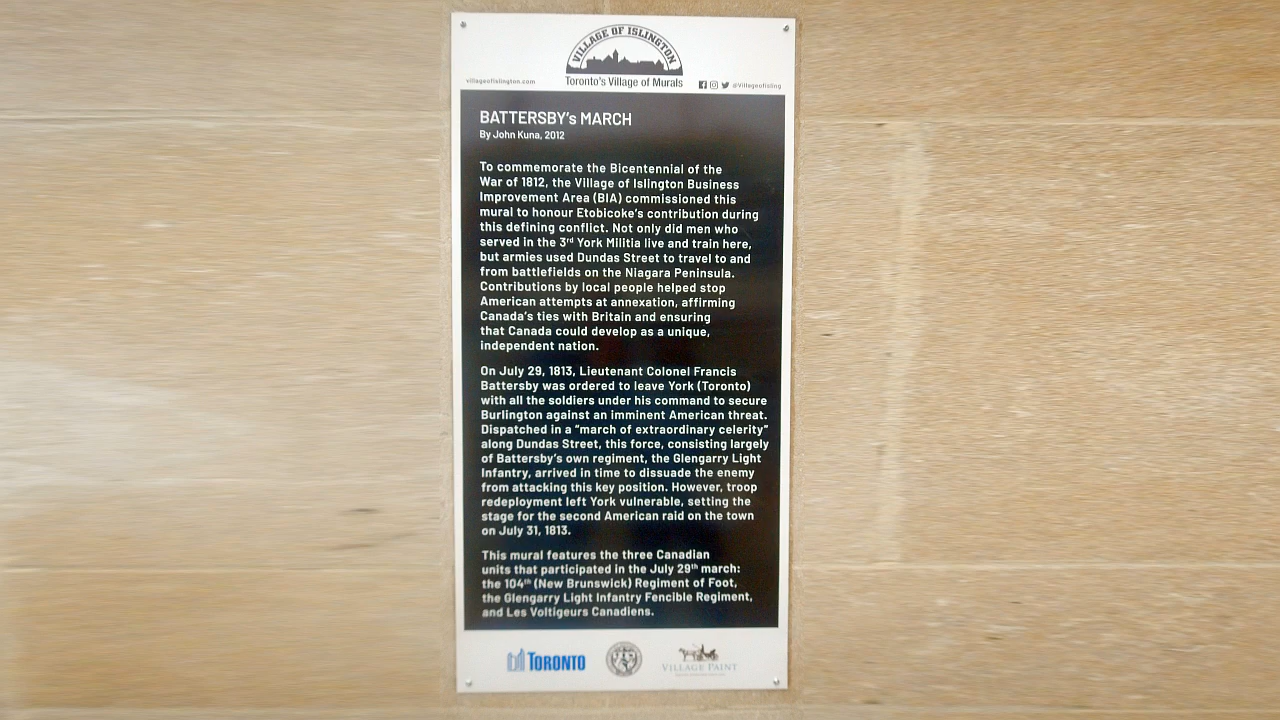 VILLAGE OF ISLINGTON
Toronto's Village of Murals
villageofislington.com
@Villageofisling
BATTERSBY's MARCH
By John Kuna, 2012
To commemorate the Bicentennial of the
War of 1812, the Village of Islington Business
Improvement Area (BIA) commissioned this
mural to honour Etobicoke's contribution during
this defining conflict. Not only did men who
served in the 3rd York Militia live and train here,
but armies used Dundas Street to travel to and
from battlefields on the Niagara Peninsula.
Contributions by local people helped stop
American attempts at annexation, affirming
Canada's ties with Britain and ensuring
that Canada could develop as a unique,
independent nation.
On July 29, 1813, Lieutenant Colonel Francis
Battersby was ordered to leave York (Toronto)
with all the soldiers under his command to secure
Burlington against an imminent American threat.
Dispatched in a "march of extraordinary celerity"
along Dundas Street, this force, consisting largely
of Battersby's own regiment, the Glengarry Light
Infantry, arrived in time to dissuade the enemy
from attacking this key position. However, troop
redeployment left York vulnerable, setting the
stage for the second American raid on the town
on July 31, 1813.
This mural features the three Canadian
units that participated in the July 29th march:
the 104th (New Brunswick) Regiment of Foot,
the Glengarry Light Infantry Fencible Regiment,
and Les Voltigeurs Canadiens.
TORONTO
VILLAGE PAINT